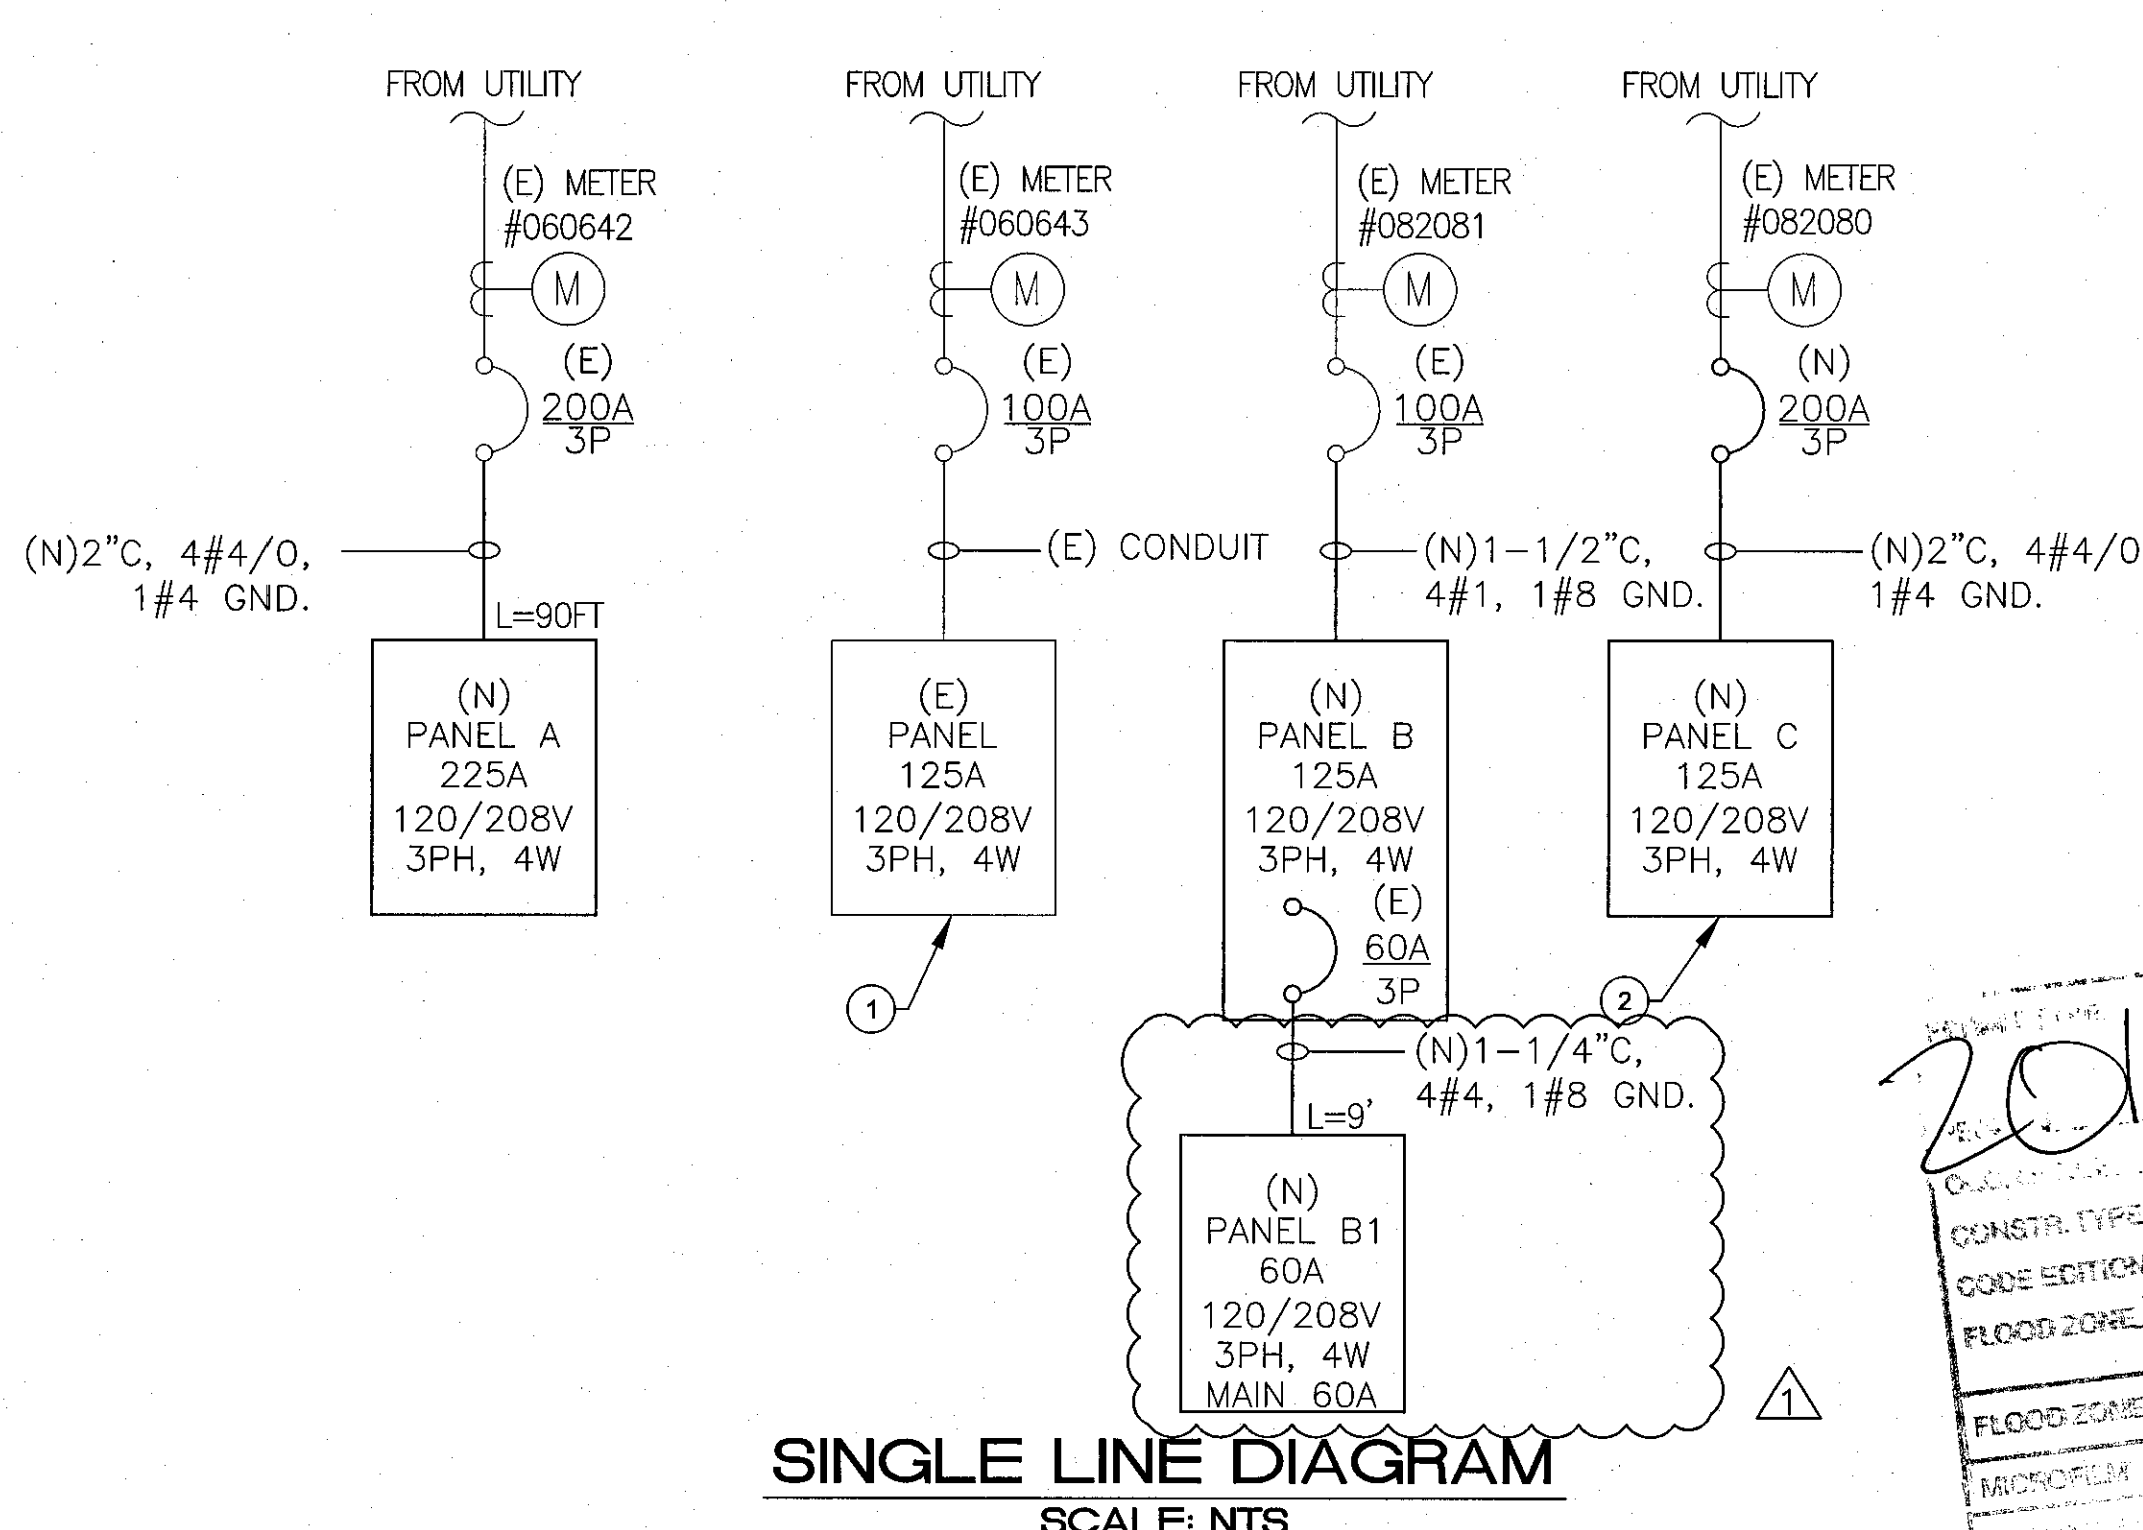 FROM UTILITY
(E) METER
#060642
M
(E)
200A
3P
(N)2"C, 4#4/0,
1#4 GND.
L=90FT
(N)
PANEL A
225A
120/208V
3PH, 4W
FROM UTILITY
(E) METER
#060643
M
(E)
100A
3P
(E) CONDUIT
(E)
PANEL
125A
120/208V
3PH, 4W
1
FROM UTILITY
(E) METER
#082081
M
(E)
100A
3P
(N)1-1/2"C,
4#1, 1#8 GND.
(N)
PANEL B
125A
120/208V
3PH, 4W
(E)
60A
3P
(N)1-1/4"C,
4#4, 1#8 GND.
L=9'
(N)
PANEL B1
60A
120/208V
3PH, 4W
MAIN 60A
FROM UTILITY
(E) METER
#082080
M
(N)
200A
3P
(N)2"C, 4#4/0
1#4 GND.
(N)
PANEL C
125A
120/208V
3PH, 4W
2
1
CONSTR. TYPE
CODE EDITION
FLOOD ZONE
FLOOD ZONE
MICROFILM
SINGLE LINE DIAGRAM
SCALE: NTS